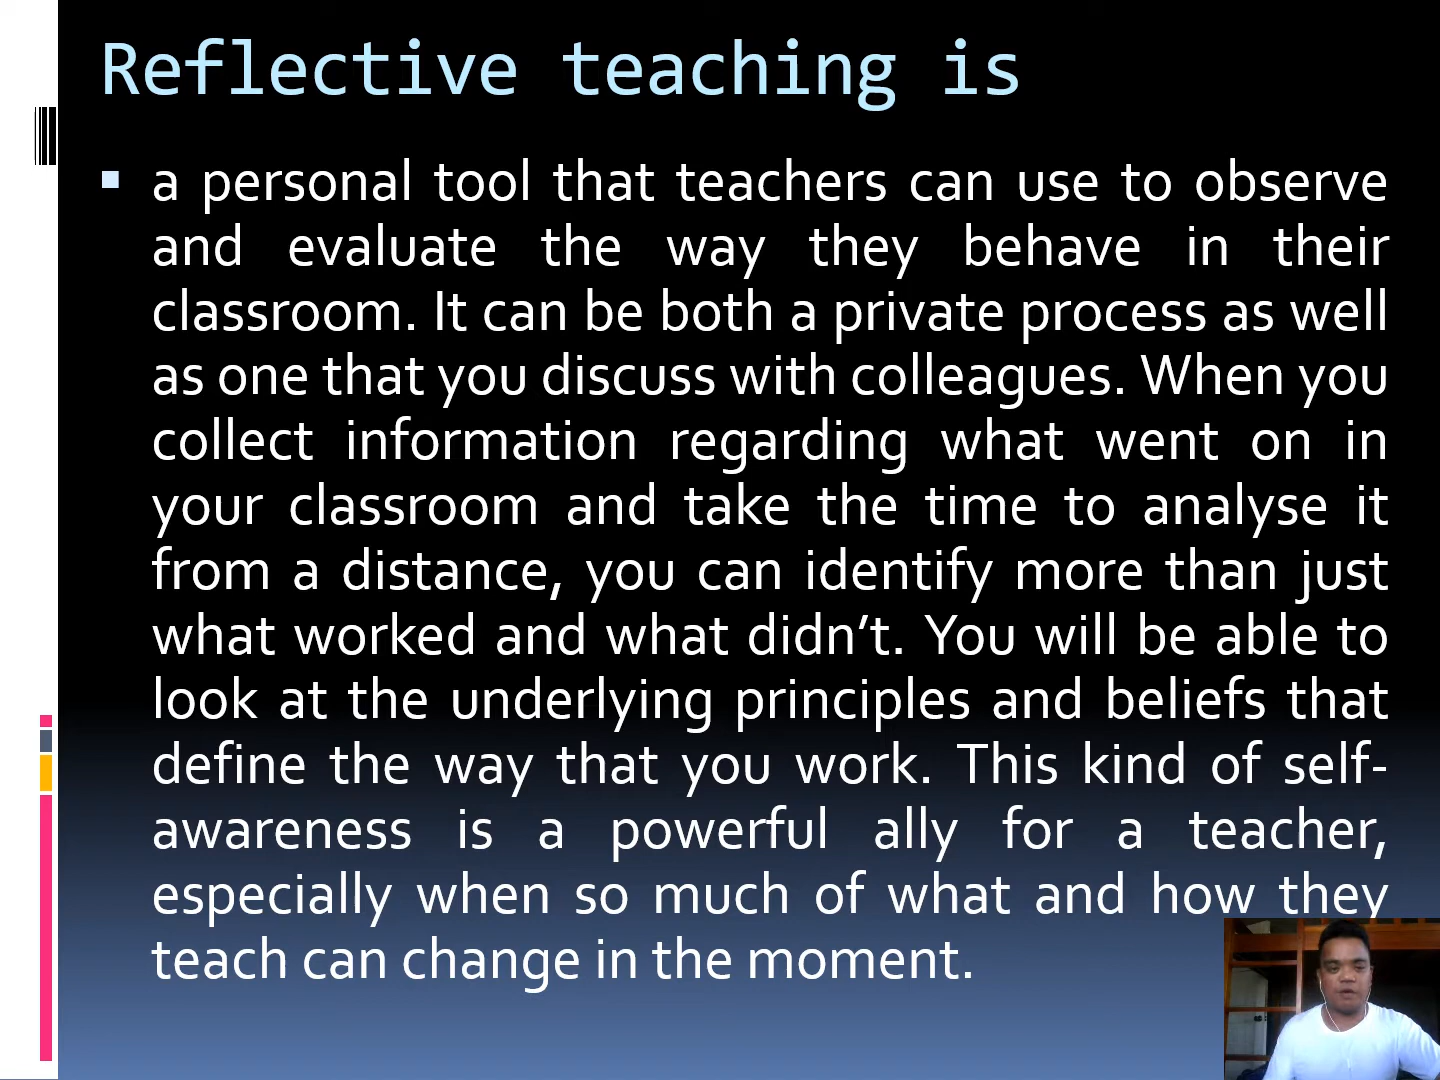 Reflective teaching is
a personal tool that teachers can use to observe
and evaluate the way they behave in their
classroom. It can be both a private process as well
as one that you discuss with colleagues. When you
collect information regarding what went on in
your classroom and take the time to analyse it
from a distance, you can identify more than just
what worked and what didn’t. You will be able to
look at the underlying principles and beliefs that
define the way that you work. This kind of self-
awareness is a powerful ally for a teacher,
especially when so much of what and how they
teach can change in the moment.